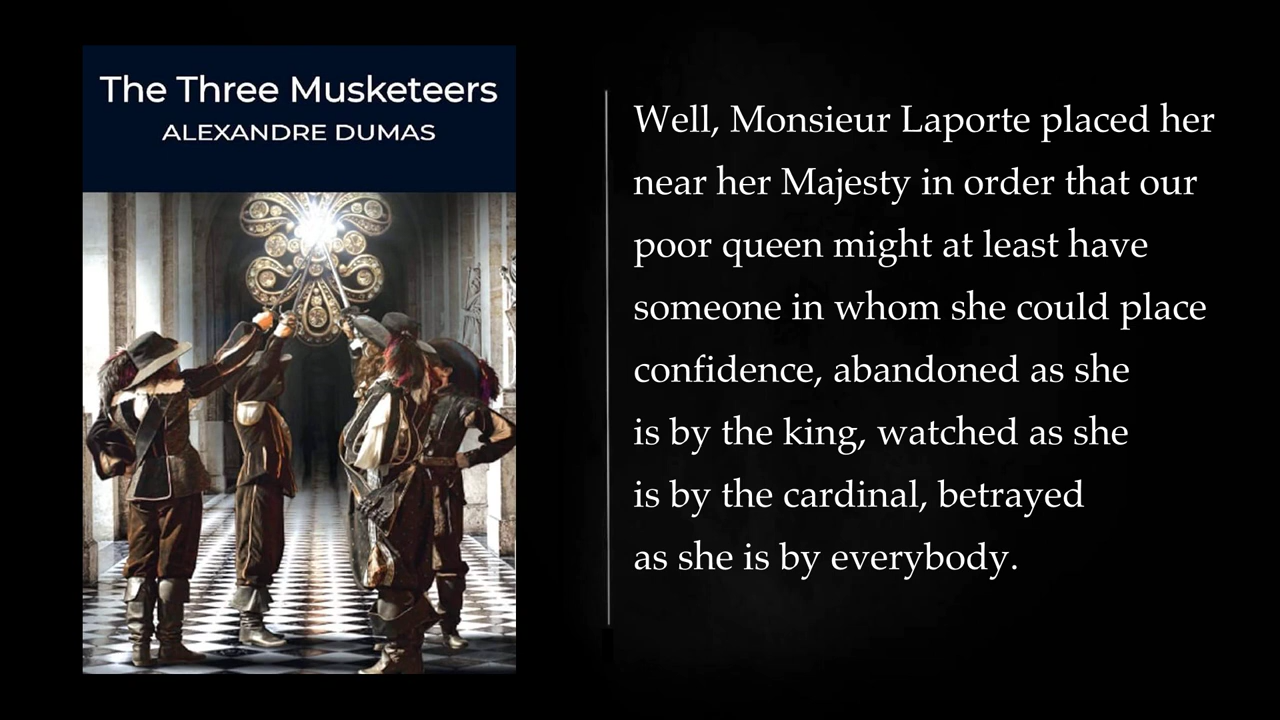 The Three Musketeers
ALEXANDRE DUMAS
Well, Monsieur Laporte placed her
near her Majesty in order that our
poor queen might at least have
someone in whom she could place
confidence, abandoned as she
is by the king, watched as she
is by the cardinal, betrayed
as she is by everybody.